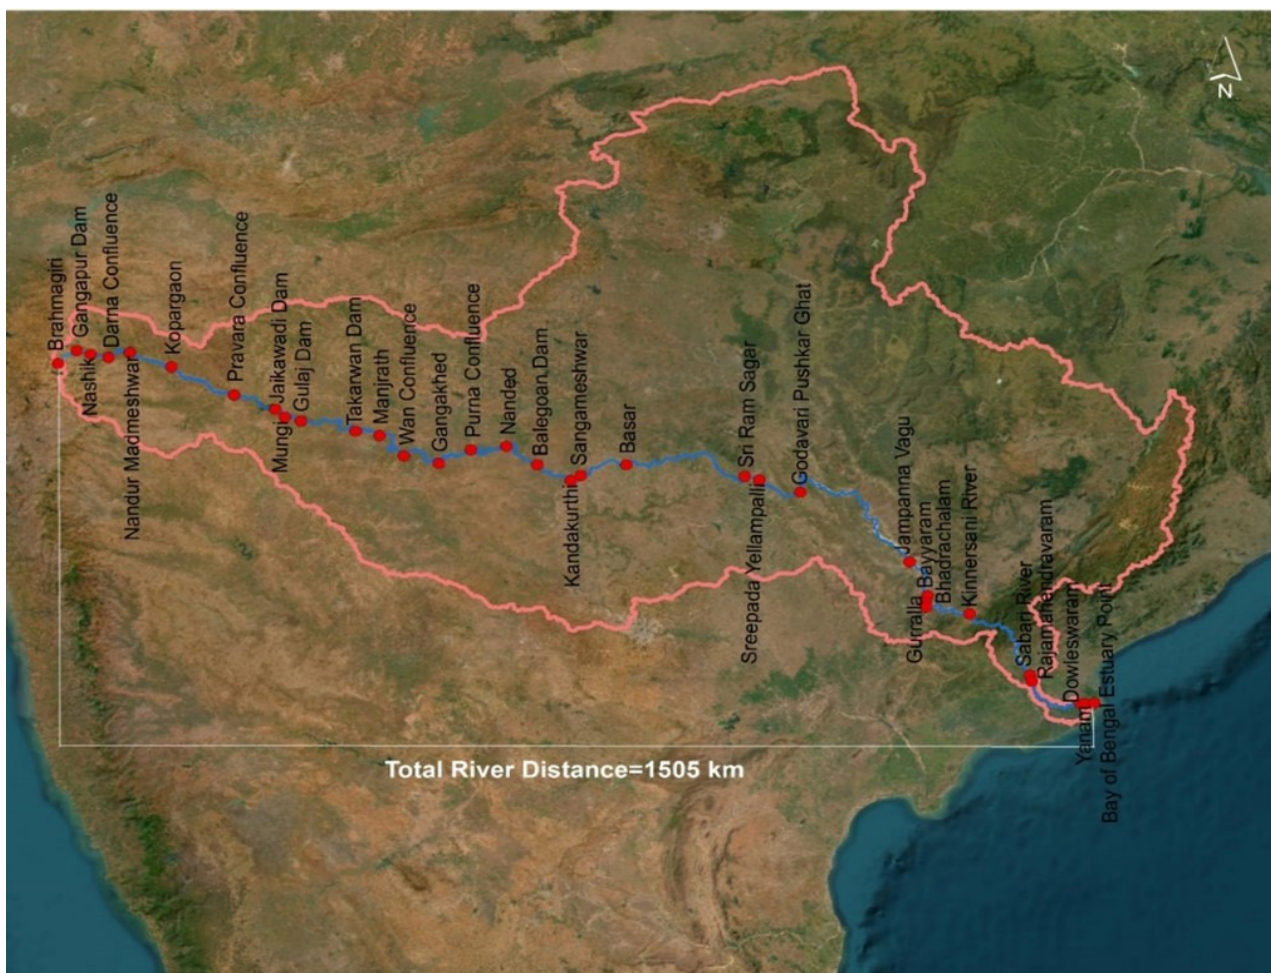 N
Brahmagiri
Gangapur Dam
Nashik
Darna Confluence
Nandur Madmeshwar
Kopargaon
Pravara Confluence
Jaikawadi Dam
Mungi
Gulaj Dam
Takarwan Dam
Manjrath
Wan Confluence
Gangakhed
Purna Confluence
Nanded
Balegoan Dam
Kandakurthi
Sangameshwar
Basar
Sri Ram Sagar
Sreepada Yellampalli
Godavari Pushkar Ghat
Jampanna Vagu
Gurralla
Bayyaram
Bhadrachalam
Kinnersani River
Sabari River
Rajamahendravaram
Dowleswaram
Yanam
Bay of Bengal Estuary Point
Total River Distance=1505 km